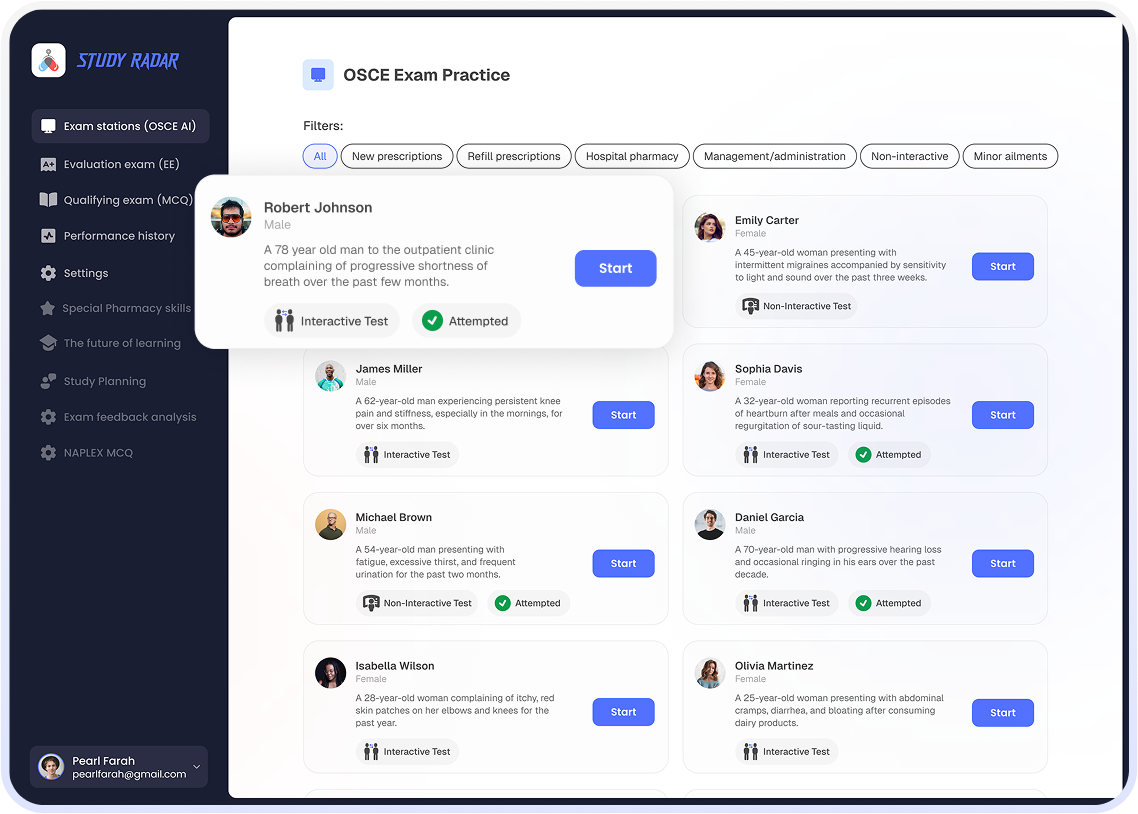 STUDY RADAR
Exam stations (OSCE AI)
Evaluation exam (EE)
Qualifying exam (MCQ)
Performance history
Settings
Special Pharmacy skills
The future of learning
Study Planning
Exam feedback analysis
NAPLEX MCQ
Pearl Farah
pearlfarah@gmail.com
OSCE Exam Practice
Filters:
All
New prescriptions
Refill prescriptions
Hospital pharmacy
Management/administration
Non-interactive
Minor ailments
Robert Johnson
Male
A 78 year old man to the outpatient clinic
complaining of progressive shortness of
breath over the past few months.
Start
Interactive Test
Attempted
Emily Carter
Female
A 45-year-old woman presenting with
intermittent migraines accompanied by sensitivity
to light and sound over the past three weeks.
Start
Non-Interactive Test
James Miller
Male
A 62-year-old man experiencing persistent knee
pain and stiffness, especially in the mornings, for
over six months.
Start
Interactive Test
Sophia Davis
Female
A 32-year-old woman reporting recurrent episodes
of heartburn after meals and occasional
regurgitation of sour-tasting liquid.
Start
Interactive Test
Attempted
Michael Brown
Male
A 54-year-old man presenting with
fatigue, excessive thirst, and frequent
urination for the past two months.
Start
Non-Interactive Test
Attempted
Daniel Garcia
Male
A 70-year-old man with progressive hearing loss
and occasional ringing in his ears over the past
decade.
Start
Interactive Test
Attempted
Isabella Wilson
Female
A 28-year-old woman complaining of itchy, red
skin patches on her elbows and knees for the
past year.
Start
Interactive Test
Olivia Martinez
Female
A 25-year-old woman presenting with abdominal
cramps, diarrhea, and bloating after consuming
dairy products.
Start
Interactive Test